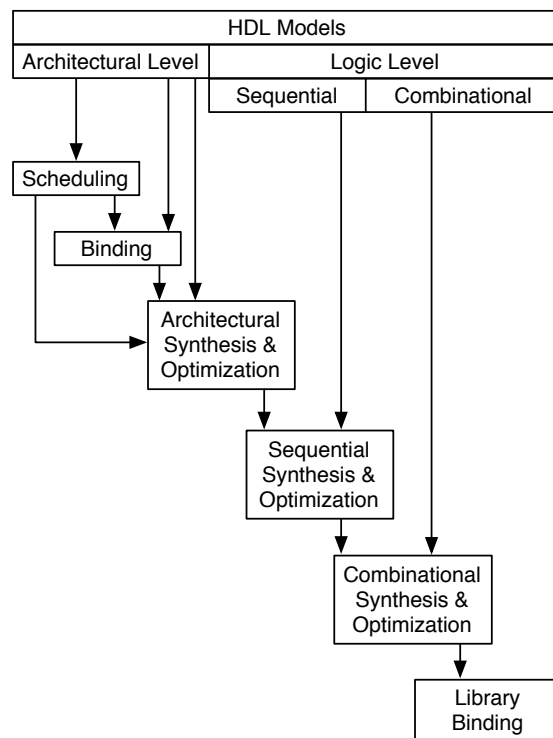 HDL Models
Architectural Level
Logic Level
Sequential
Combinational
Scheduling
Binding
Architectural
Synthesis &
Optimization
Sequential
Synthesis &
Optimization
Combinational
Synthesis &
Optimization
Library
Binding